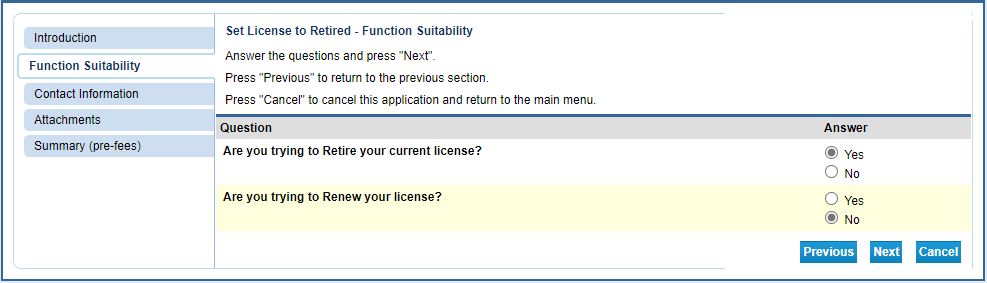 Introduction
Function Suitability
Contact Information
Attachments
Summary (pre-fees)
Set License to Retired - Function Suitability
Answer the questions and press "Next".
Press "Previous" to return to the previous section.
Press "Cancel" to cancel this application and return to the main menu.
Question Answer
Are you trying to Retire your current license? Yes
No
Are you trying to Renew your license? Yes
No
Previous Next Cancel